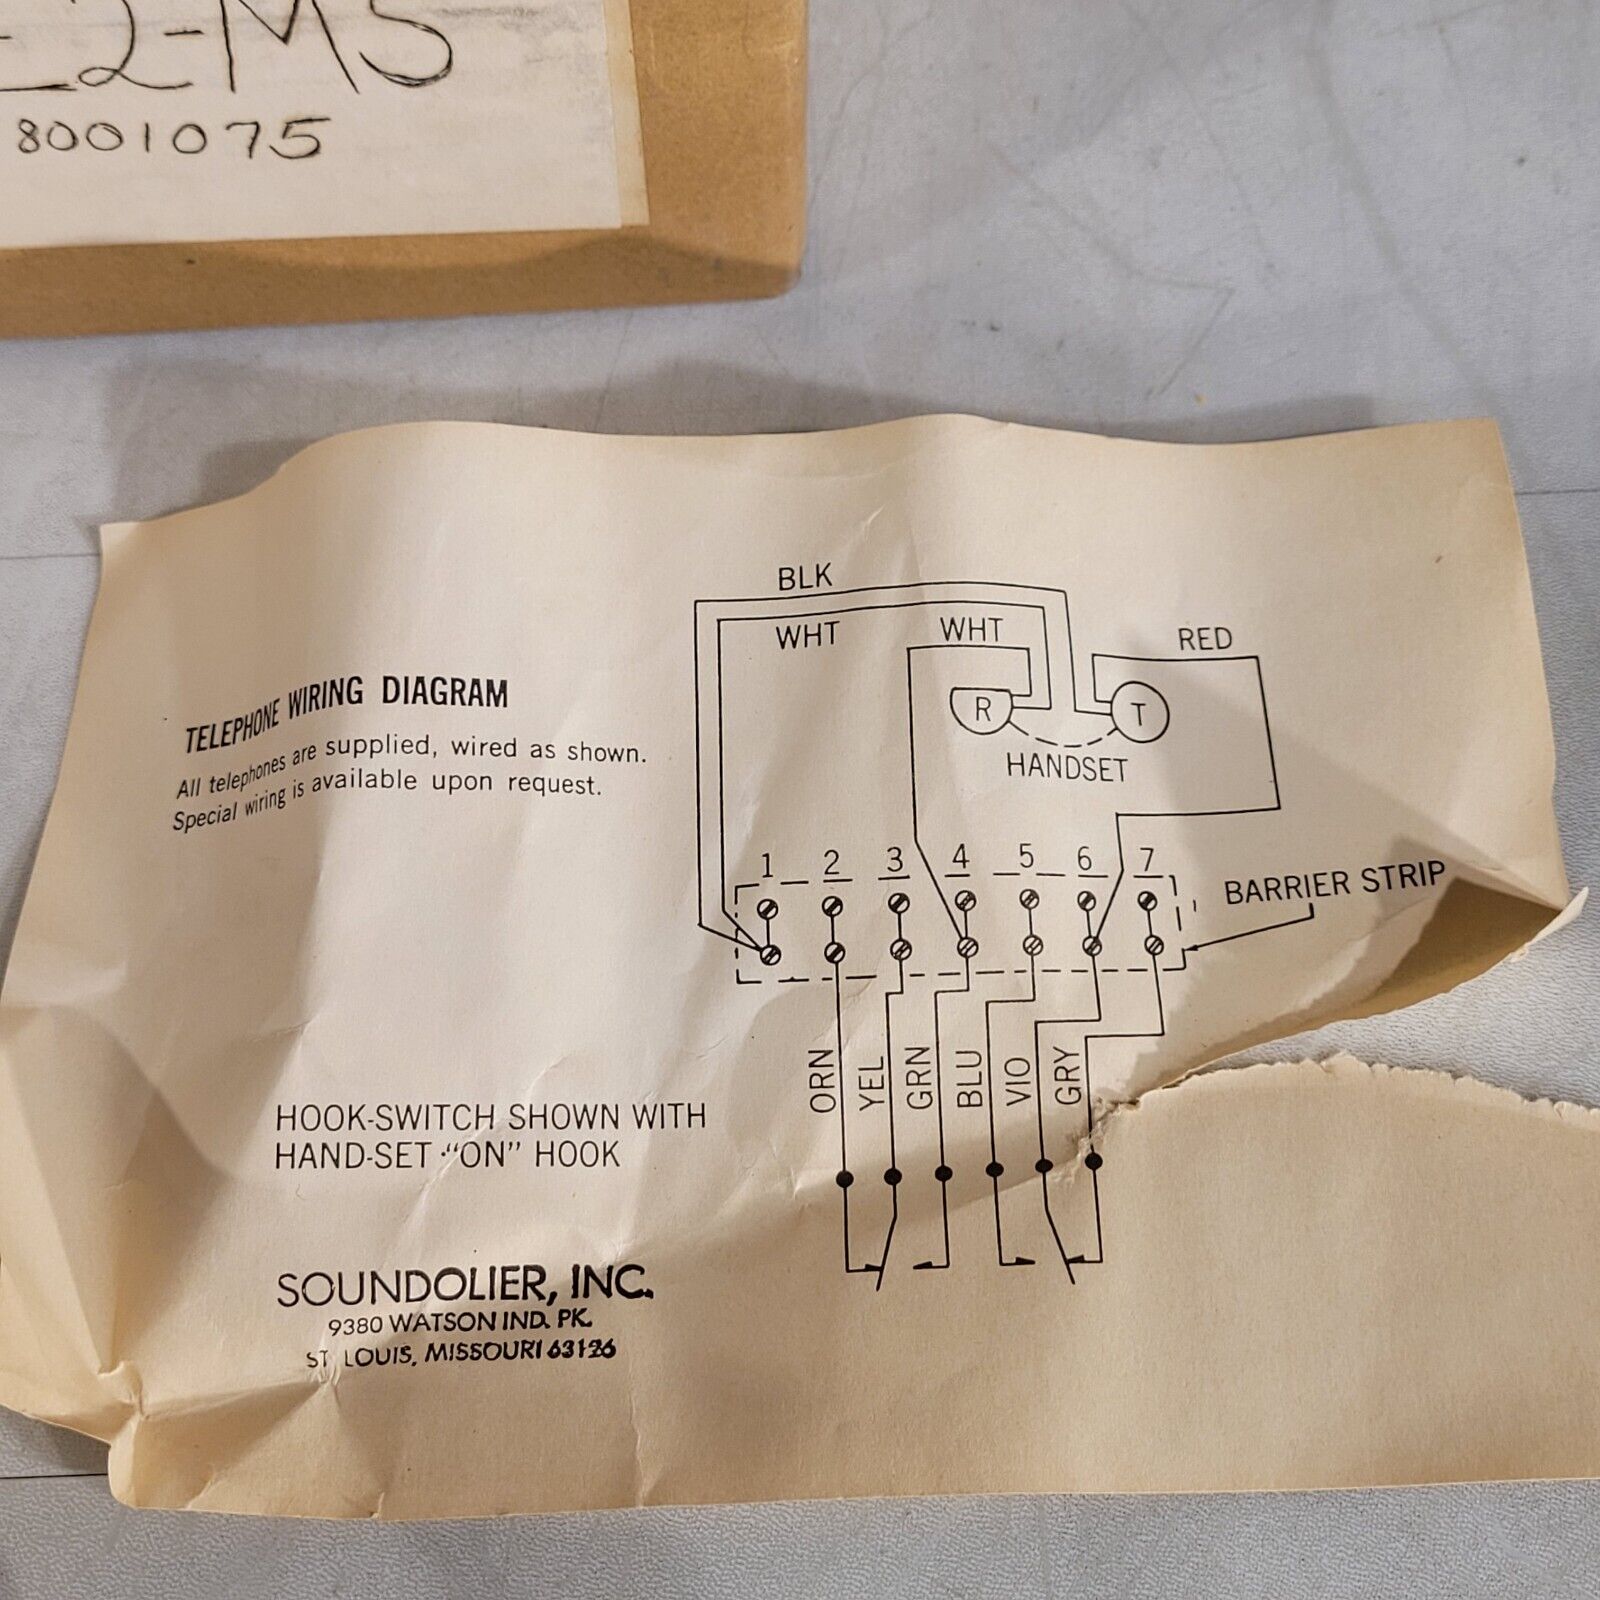 -2-MS
8001075
BLK
WHT
WHT
RED
TELEPHONE WIRING DIAGRAM
All telephones are supplied, wired as shown.
Special wiring is available upon request.
R
T
HANDSET
1 2 3 4 5 6 7
BARRIER STRIP
ORN YEL GRN BLU VIO GRY
HOOK-SWITCH SHOWN WITH
HAND-SET "ON" HOOK
SOUNDOLIER, INC.
9380 WATSON IND. PK.
ST. LOUIS, MISSOURI 63126